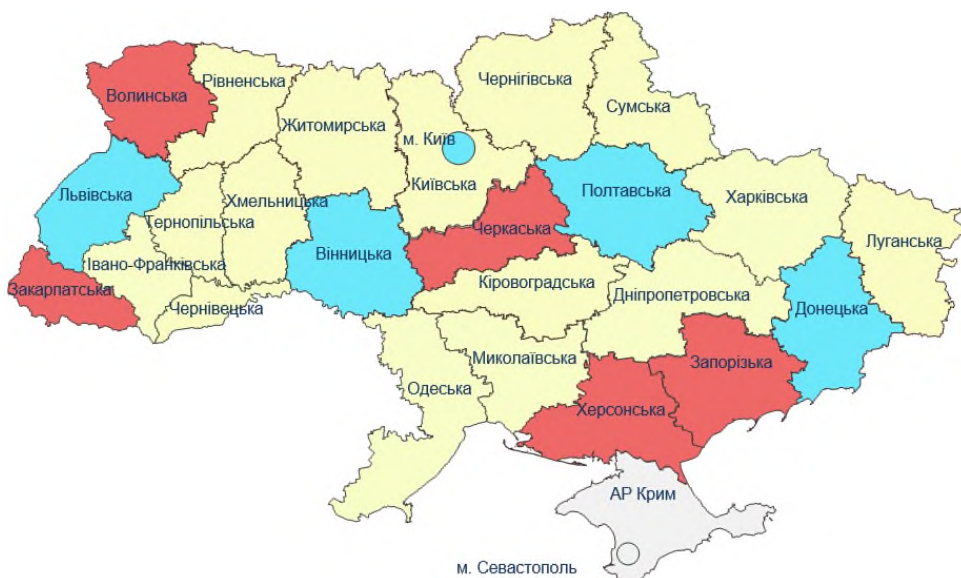 Чернігівська
Рівненська
Сумська
Волинська
Житомирська
м. Київ
Київська
Львівська
Хмельницька
Полтавська
Харківська
Тернопільська
Черкаська
Луганська
Вінницька
Івано-Франківська
Закарпатська
Кіровоградська
Дніпропетровська
Чернівецька
Донецька
Миколаївська
Запорізька
Одеська
Херсонська
АР Крим
м. Севастополь